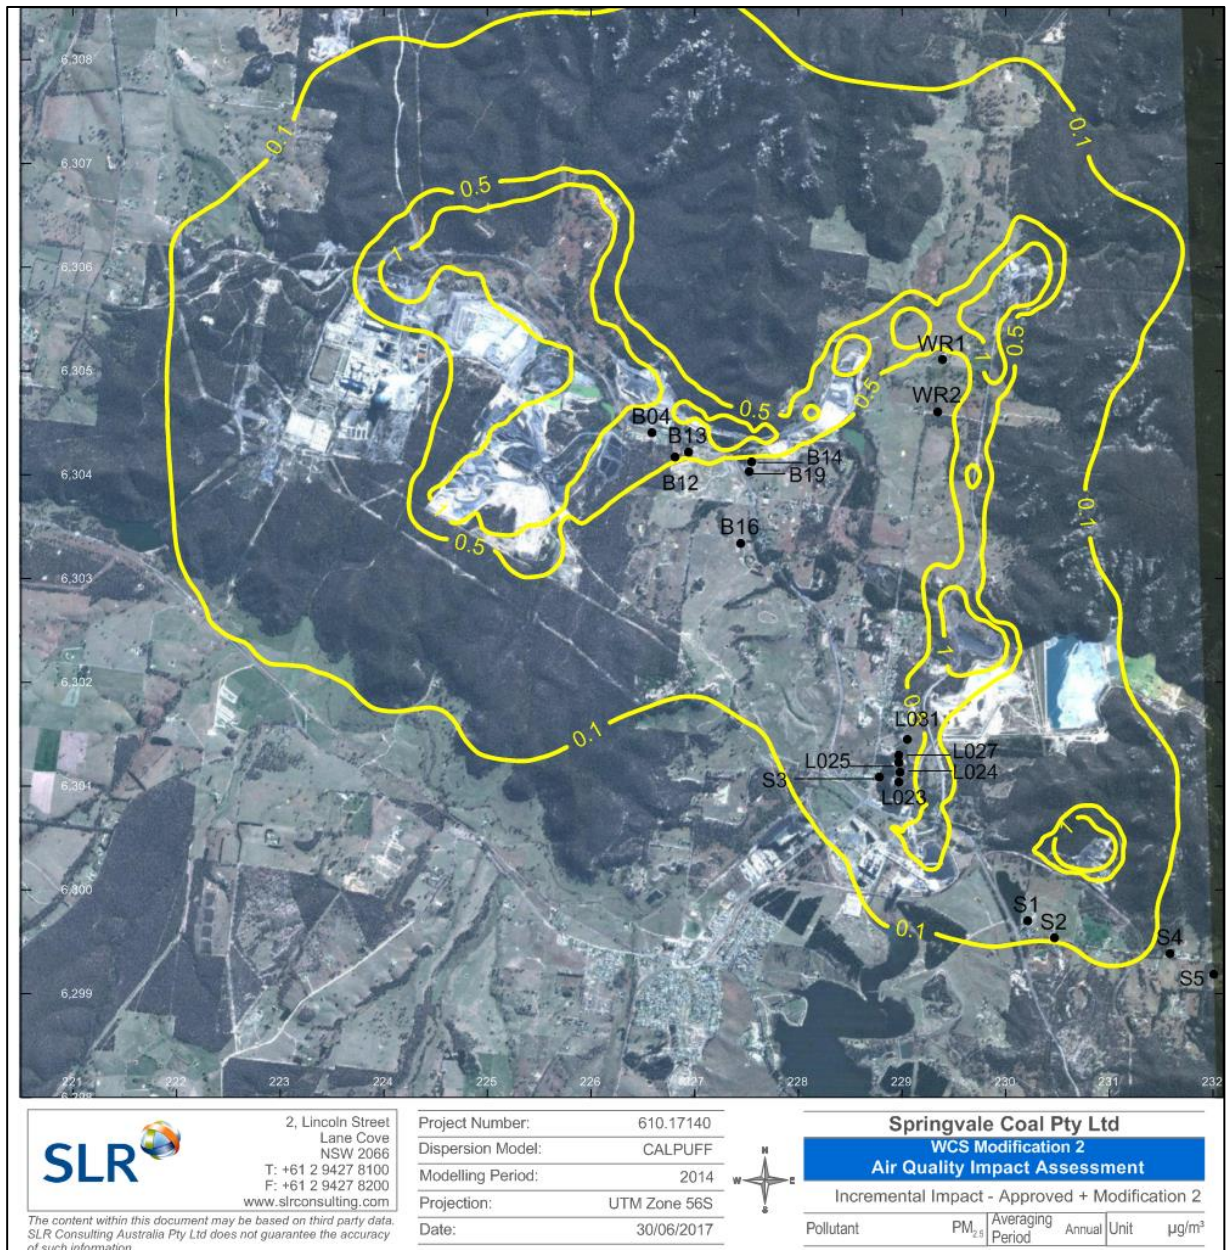 6,308
6,307
6,306
6,305
6,304
6,303
6,302
6,301
6,300
6,299
6,298
221 222 223 224 225 226 227 228 229 230 231 232
0.1
0.1
0.5
1
WR1
1
0.5
WR2
0.5
0.5
B04
B13
B14
B12
B19
1
0.5
B16
0.1
1
0.5
0.1
L031
L027
L025
L024
S3
L023
1
S1
S2
0.1
S4
S5
SLR
2, Lincoln Street
Lane Cove
NSW 2066
T: +61 2 9427 8100
F: +61 2 9427 8200
www.slrconsulting.com
The content within this document may be based on third party data.
SLR Consulting Australia Pty Ltd does not guarantee the accuracy
of such information.
Project Number: 610.17140
Dispersion Model: CALPUFF
Modelling Period: 2014
Projection: UTM Zone 56S
Date: 30/06/2017
N
W E
S
Springvale Coal Pty Ltd
WCS Modification 2
Air Quality Impact Assessment
Incremental Impact - Approved + Modification 2
Pollutant PM2.5 Averaging Period Annual Unit µg/m³